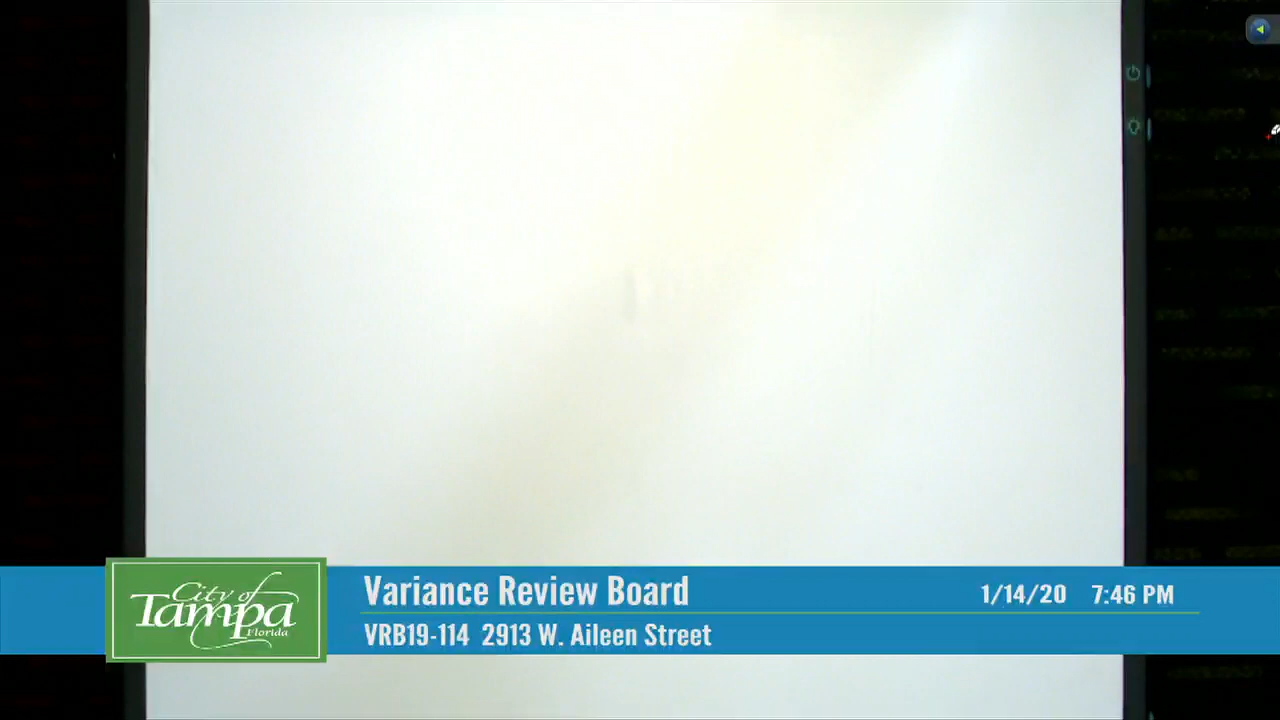 Variance Review Board
1/14/20 7:46 PM
VRB19-114 2913 W. Aileen Street
City of
Tampa
Florida